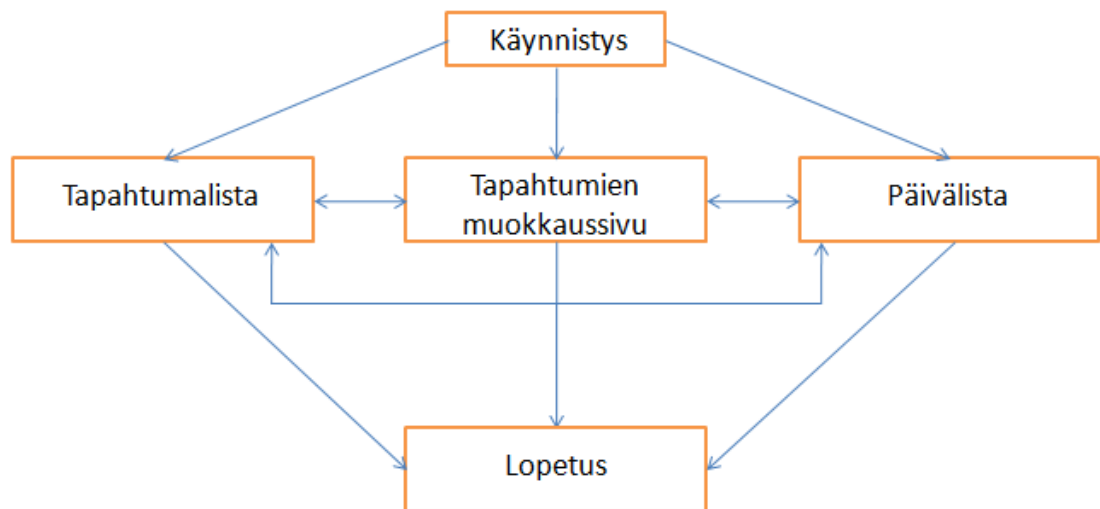 Käynnistys
Tapahtumalista
Tapahtumien
muokkaussivu
Päivälista
Lopetus